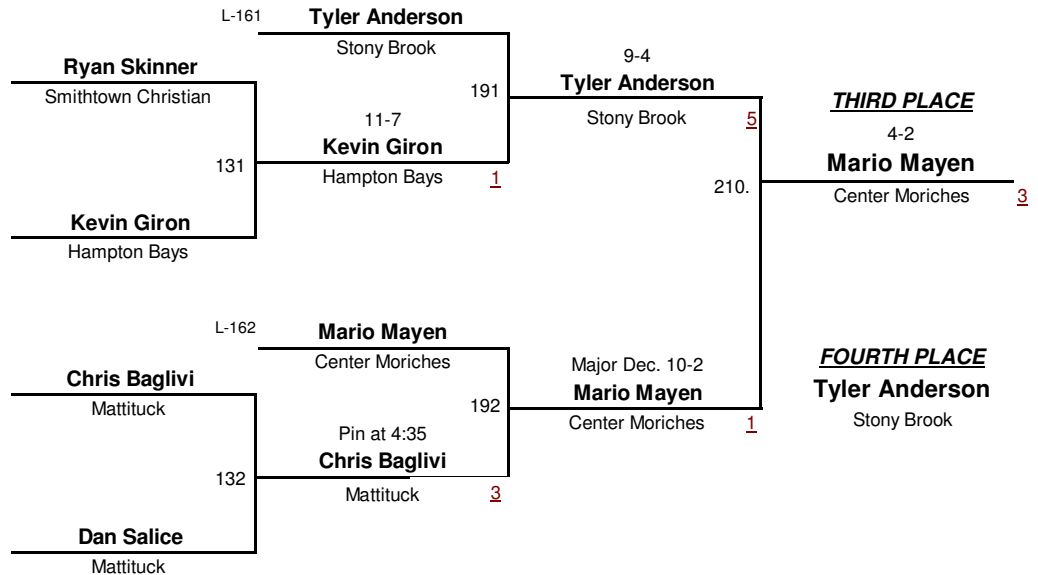 L-161
Tyler Anderson
Stony Brook
Ryan Skinner
Smithtown Christian
191
9-4
Tyler Anderson
Stony Brook
5
THIRD PLACE
11-7
Kevin Giron
Hampton Bays
1
131
4-2
Mario Mayen
Center Moriches
3
210.
Kevin Giron
Hampton Bays
L-162
Mario Mayen
Center Moriches
Chris Baglivi
Mattituck
192
Major Dec. 10-2
Mario Mayen
Center Moriches
1
FOURTH PLACE
Tyler Anderson
Stony Brook
Pin at 4:35
Chris Baglivi
Mattituck
3
132
Dan Salice
Mattituck